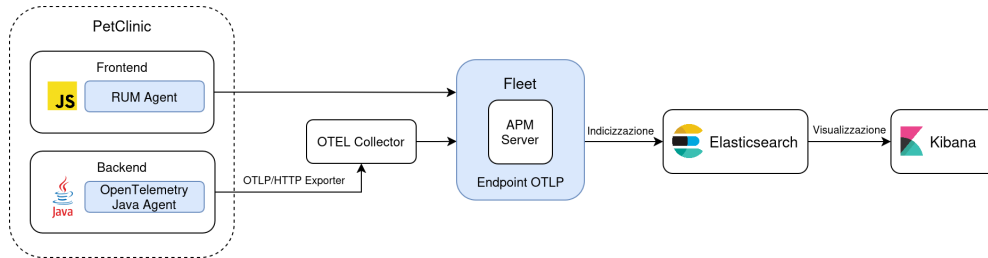 PetClinic
Frontend
JS
RUM Agent
Backend
Java
OpenTelemetry
Java Agent
OTLP/HTTP Exporter
OTEL Collector
Fleet
APM
Server
Endpoint OTLP
Indicizzazione
Elasticsearch
Visualizzazione
Kibana